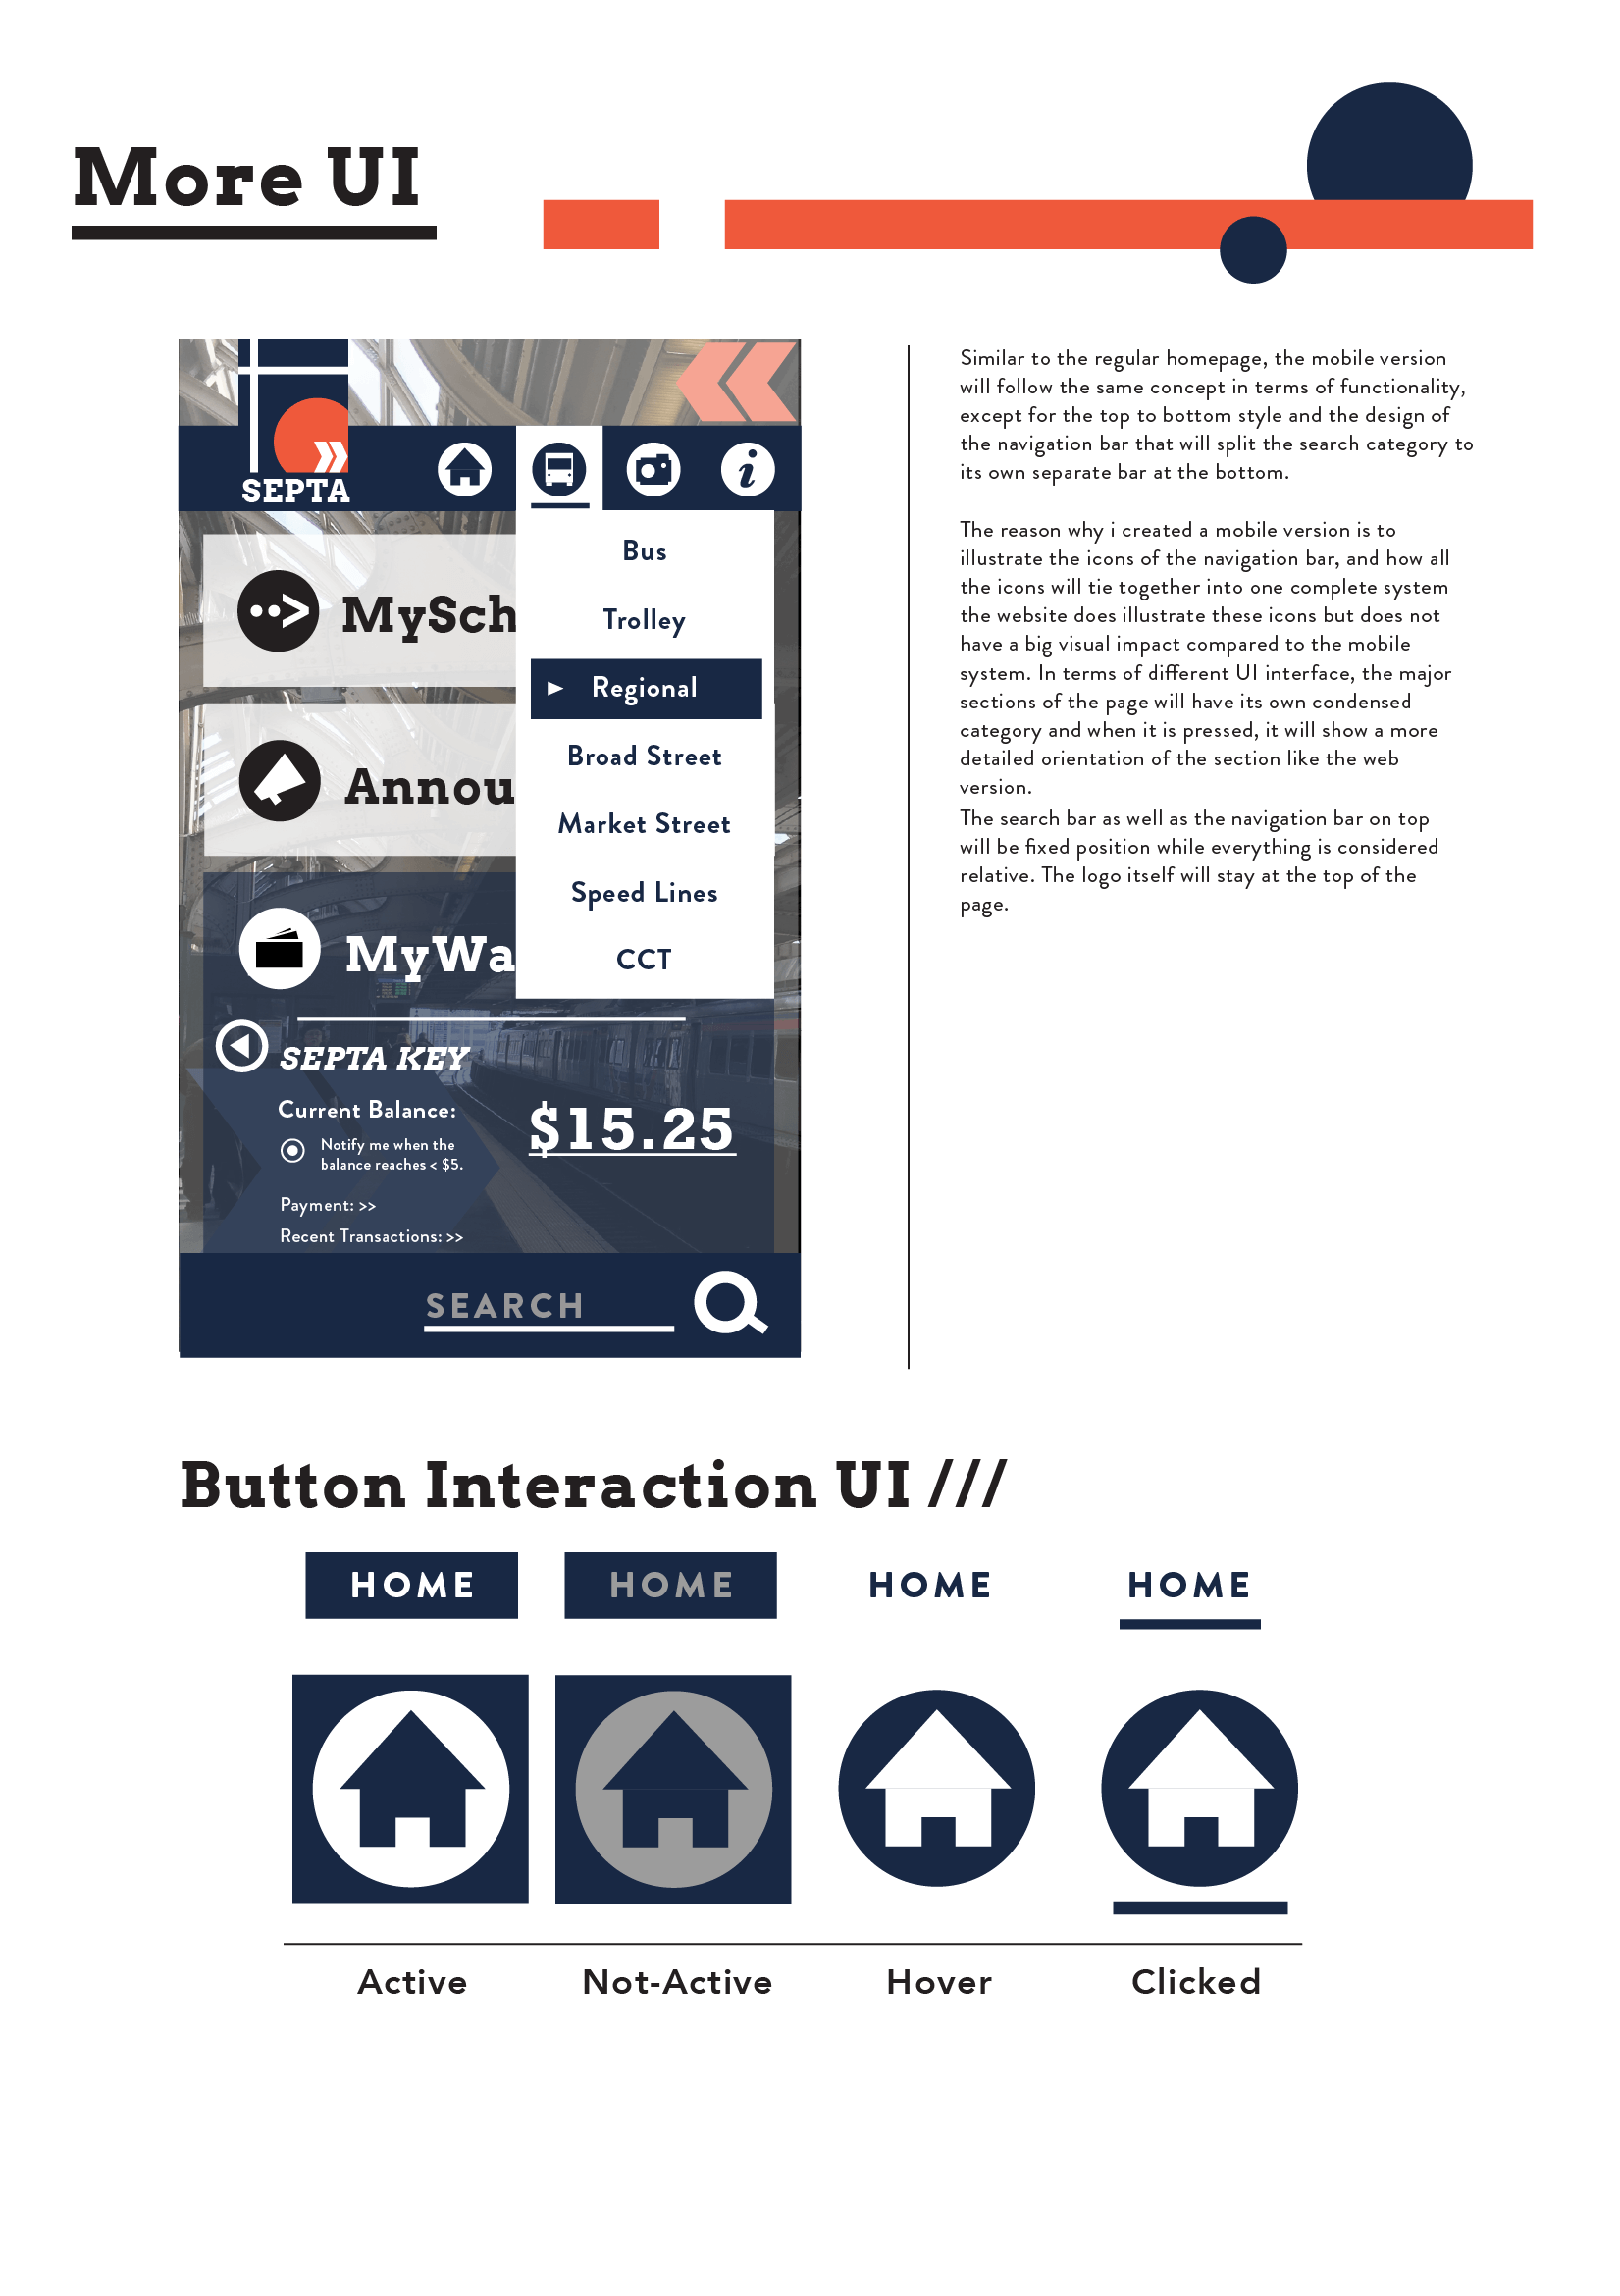 More UI
SEPTA
MySch
Annou
MyWa
Bus
Trolley
Regional
Broad Street
Market Street
Speed Lines
CCT
SEPTA KEY
Current Balance:
$15.25
Notify me when the
balance reaches < $5.
Payment: >>
Recent Transactions: >>
SEARCH
Similar to the regular homepage, the mobile version
will follow the same concept in terms of functionality,
except for the top to bottom style and the design of
the navigation bar that will split the search category to
its own separate bar at the bottom.
The reason why i created a mobile version is to
illustrate the icons of the navigation bar, and how all
the icons will tie together into one complete system
the website does illustrate these icons but does not
have a big visual impact compared to the mobile
system. In terms of different UI interface, the major
sections of the page will have its own condensed
category and when it is pressed, it will show a more
detailed orientation of the section like the web
version.
The search bar as well as the navigation bar on top
will be fixed position while everything is considered
relative. The logo itself will stay at the top of the
page.
Button Interaction UI ///
HOME HOME HOME HOME
Active Not-Active Hover Clicked